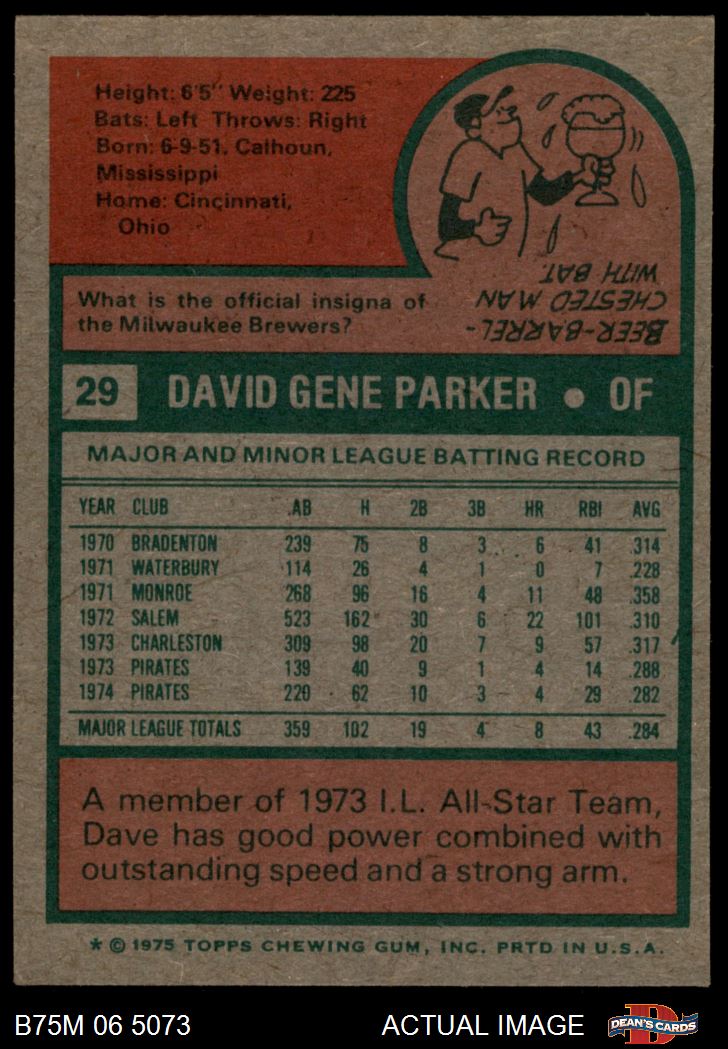 Height: 6'5" Weight: 225
Bats: Left Throws: Right
Born: 6-9-51, Calhoun,
Mississippi
Home: Cincinnati,
Ohio
What is the official insigna of
the Milwaukee Brewers?
BEER-BARREL-
CHESTED MAN
WITH BAT
29 DAVID GENE PARKER • OF
MAJOR AND MINOR LEAGUE BATTING RECORD
YEAR CLUB AB H 2B 3B HR RBI AVG
1970 BRADENTON 239 75 8 3 6 41 .314
1971 WATERBURY 114 26 4 1 0 7 .228
1971 MONROE 268 96 16 4 11 48 .358
1972 SALEM 523 162 30 6 22 101 .310
1973 CHARLESTON 309 98 20 7 9 57 .317
1973 PIRATES 139 40 9 1 4 14 .288
1974 PIRATES 220 62 10 3 4 29 .282
MAJOR LEAGUE TOTALS 359 102 19 4 8 43 .284
A member of 1973 I.L. All-Star Team,
Dave has good power combined with
outstanding speed and a strong arm.
* © 1975 TOPPS CHEWING GUM, INC. PRTD IN U.S.A.
B75M 06 5073 ACTUAL IMAGE DEAN'S CARDS